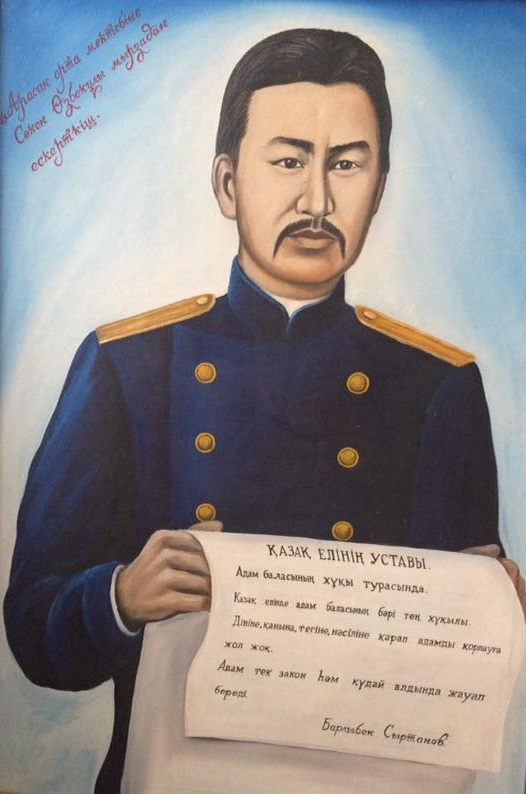 Арасан орта мектебіне
Сәкен Өзбекұлы мырзадан
ескерткіш.
ҚАЗАҚ ЕЛІНІҢ УСТАВЫ.
Адам баласының хұқы турасында.
Қазақ елінде адам баласының бәрі тең хұқылы.
Дініне, қанына, тегіне, нәсіліне қарап адамды қорлауға
жол жоқ.
Адам тек закон һәм құдай алдында жауап
береді.
Барлыбек Сыртанов.